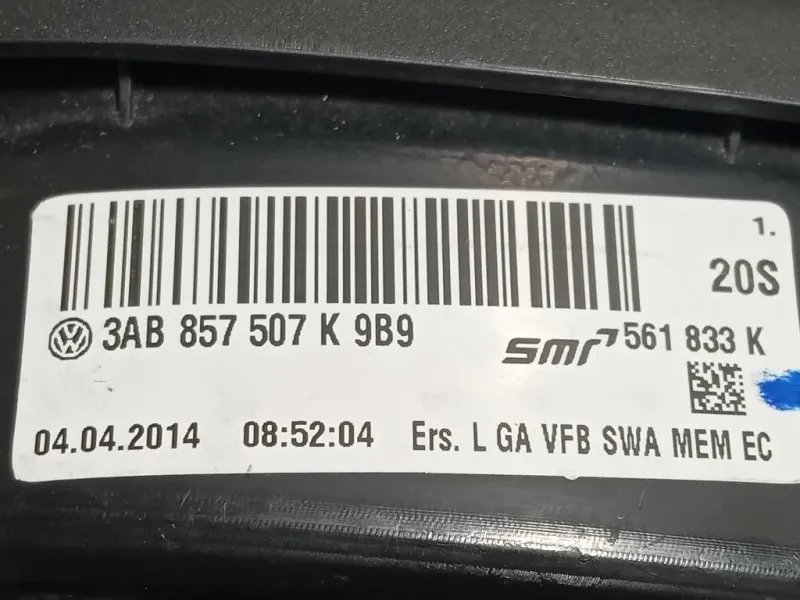 1.
20S
VW 3AB 857 507 K 9B9
smr 561 833 K
04.04.2014 08:52:04 Ers. L GA VFB SWA MEM EC